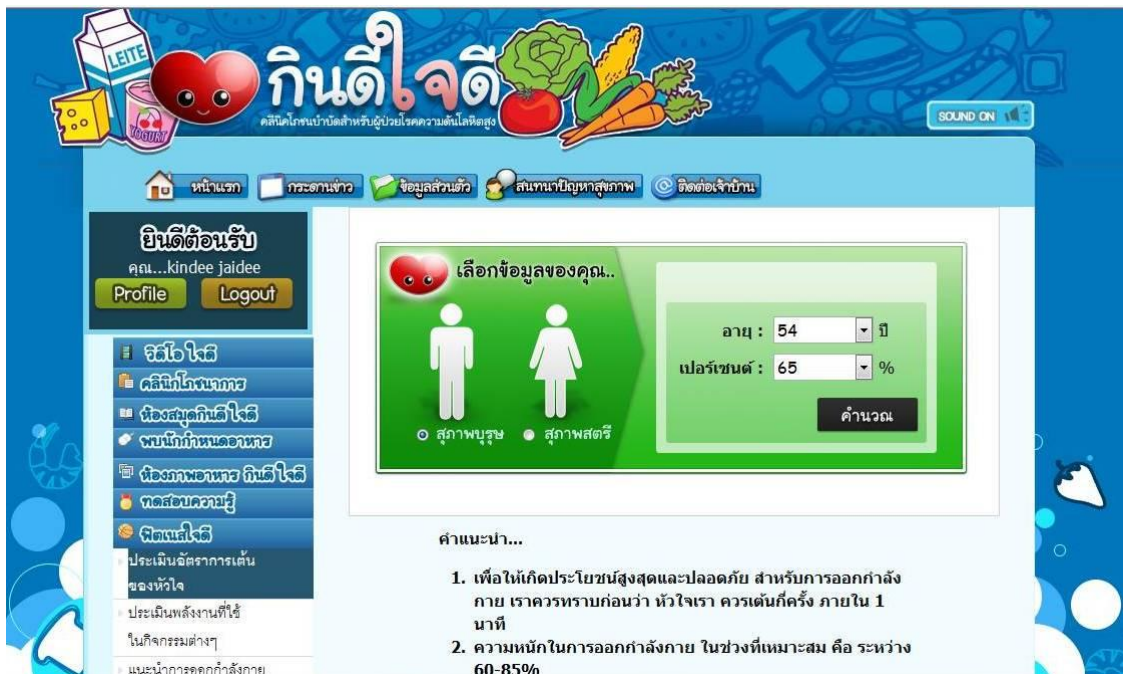 LEITE
YOGURT
กินดีใจดี
คลินิคโภชนบำบัดสำหรับผู้ป่วยโรคความดันโลหิตสูง
SOUND ON
หน้าแรก กระดานข่าว ข้อมูลส่วนตัว สนทนาปัญหาสุขภาพ ติดต่อเจ้าบ้าน
ยินดีต้อนรับ
คุณ...kindee jaidee
Profile Logout
วิดีโอ ใจดี
คลินิกโภชนาการ
ห้องสมุดกินดี ใจดี
พบนักกำหนดอาหาร
ห้องภาพอาหาร กินดี ใจดี
ทดสอบความรู้
ฟิตเนสใจดี
ประเมินอัตราการเต้น
ของหัวใจ
ประเมินพลังงานที่ใช้
ในกิจกรรมต่างๆ
แนะนำการออกกำลังกาย
เลือกข้อมูลของคุณ..
สุภาพบุรุษ สุภาพสตรี
อายุ : 54 ปี
เปอร์เซนต์ : 65 %
คำนวณ
คำแนะนำ...
1. เพื่อให้เกิดประโยชน์สูงสุดและปลอดภัย สำหรับการออกกำลัง
กาย เราควรทราบก่อนว่า หัวใจเรา ควรเต้นกี่ครั้ง ภายใน 1
นาที
2. ความหนักในการออกกำลังกาย ในช่วงที่เหมาะสม คือ ระหว่าง
60-85%